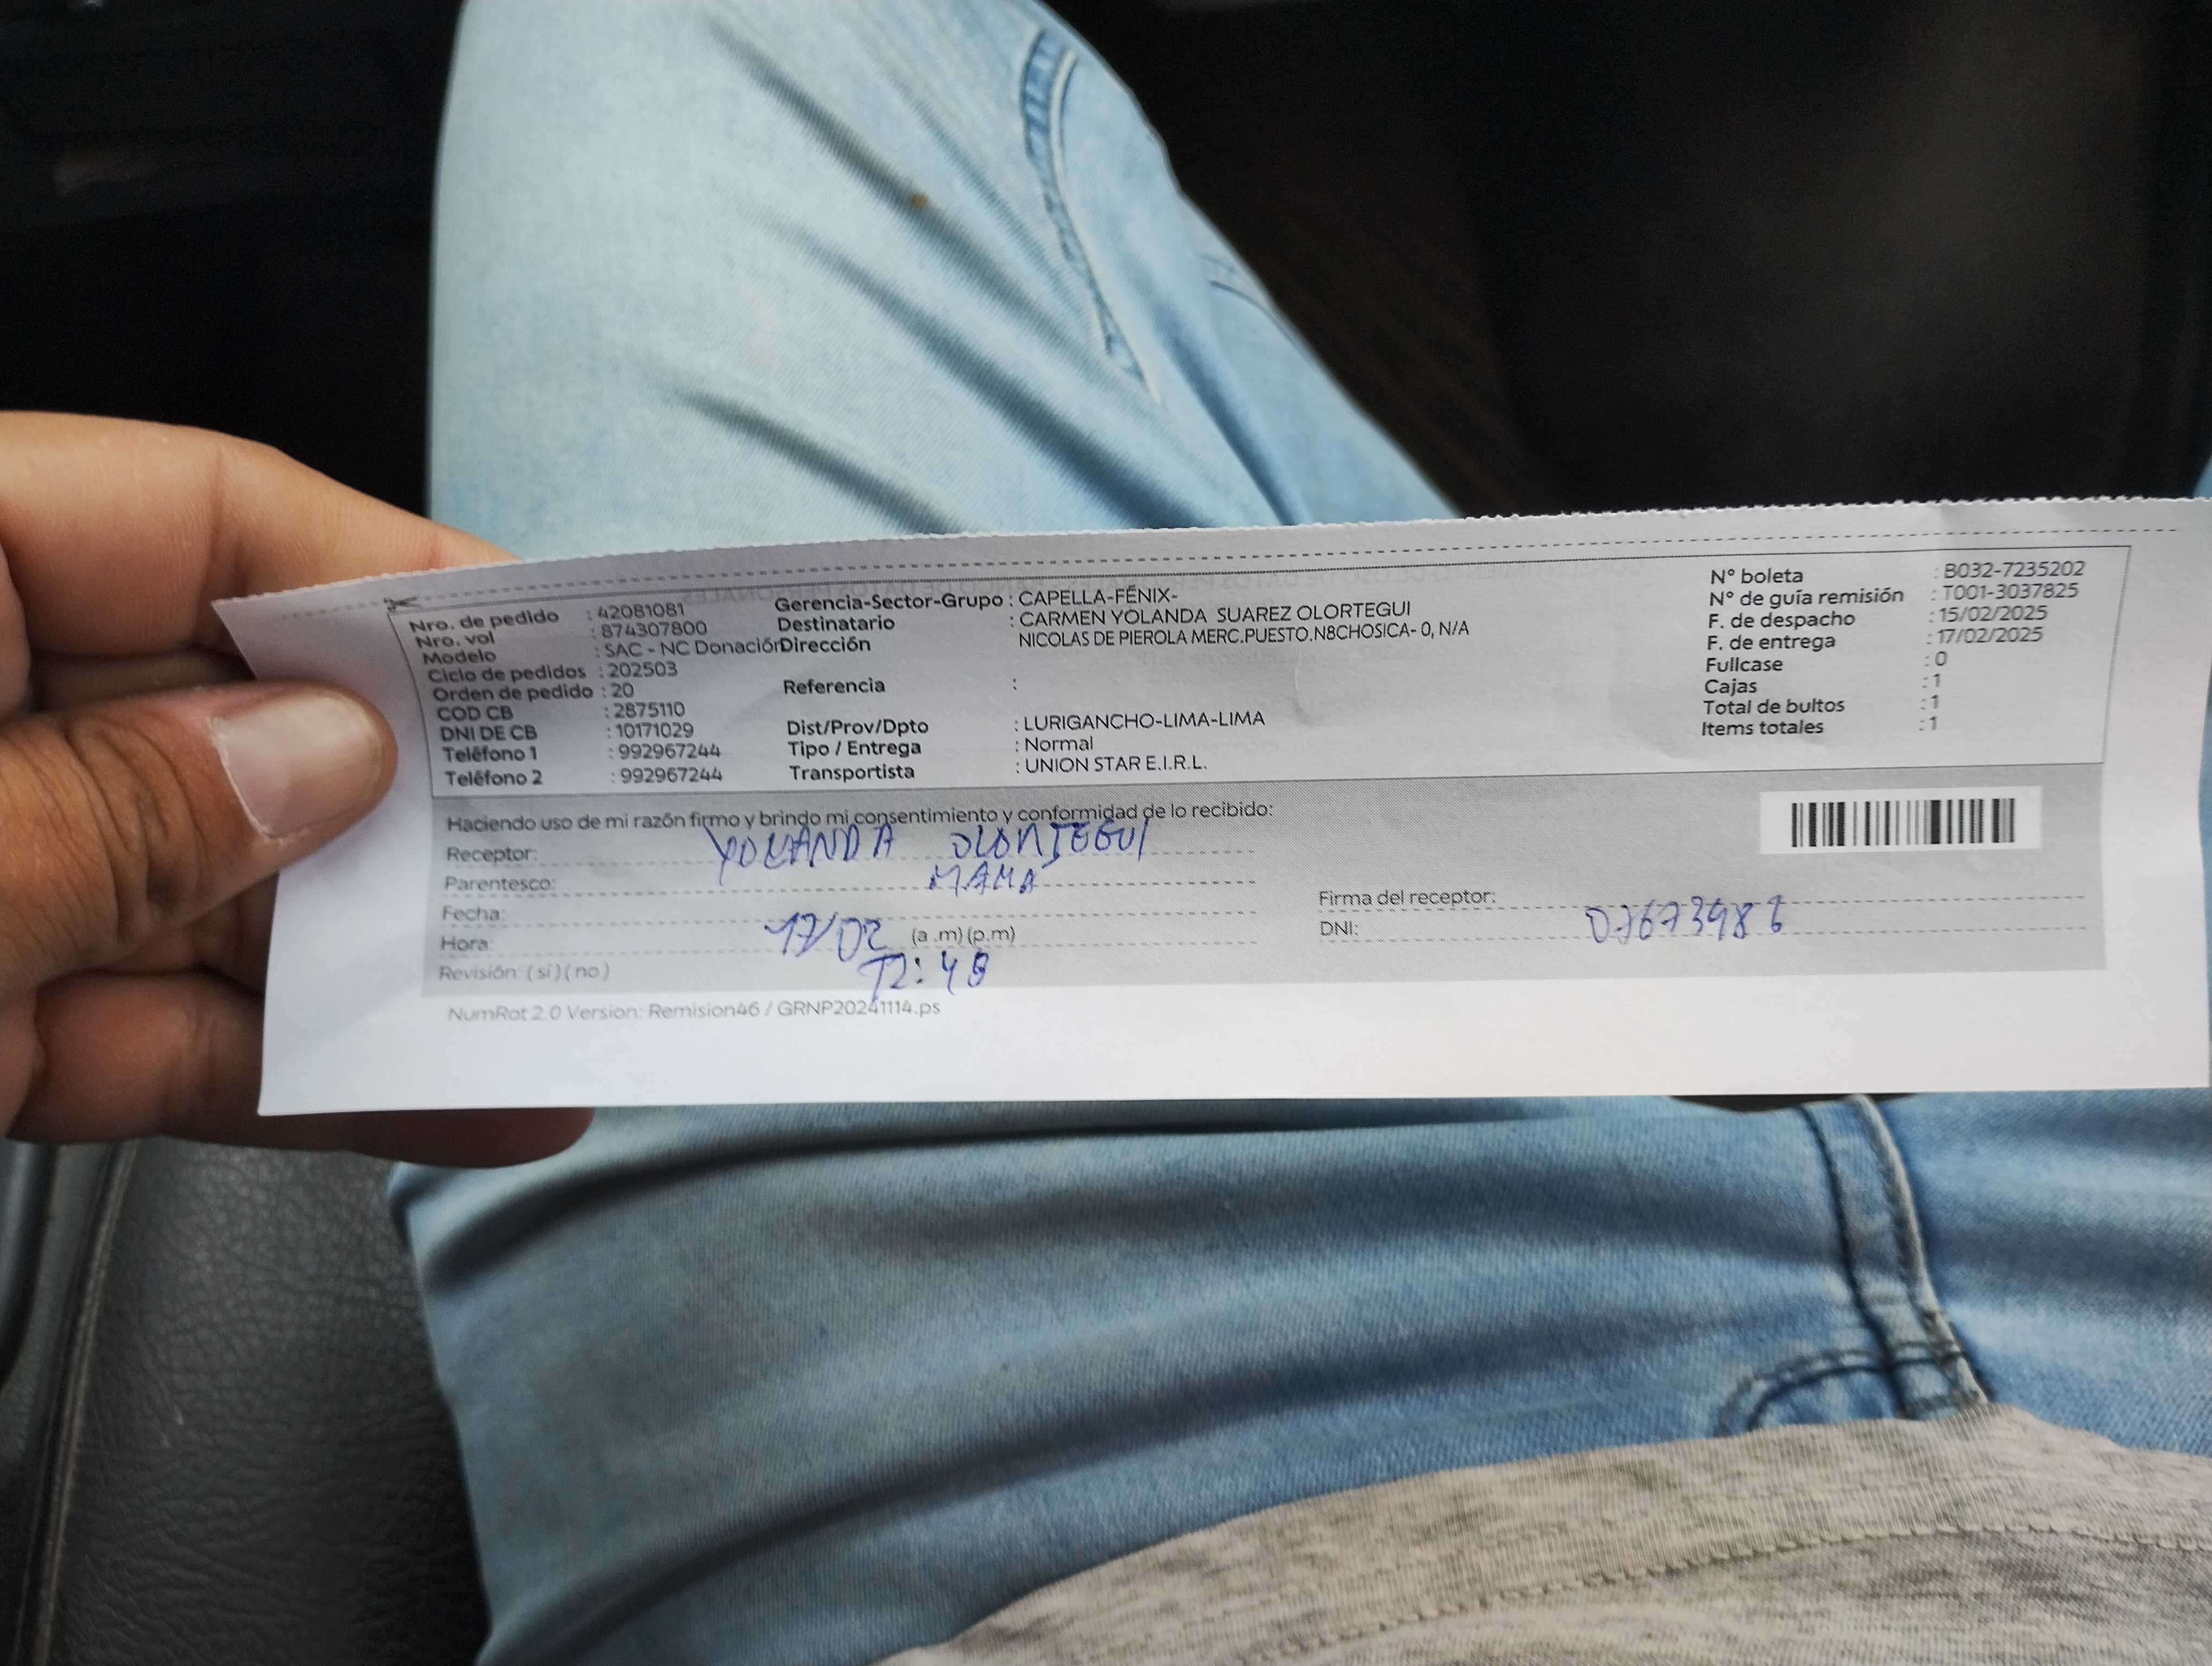 Nro. de pedido : 42081081
Nro. vol : 874307800
Modelo : SAC - NC Donación
Ciclo de pedidos : 202503
Orden de pedido : 20
COD CB : 2875110
DNI DE CB : 10171029
Teléfono 1 : 992967244
Teléfono 2 : 992967244
Gerencia-Sector-Grupo : CAPELLA-FÉNIX-
Destinatario : CARMEN YOLANDA SUAREZ OLORTEGUI
Dirección NICOLAS DE PIEROLA MERC.PUESTO.N8CHOSICA- 0, N/A
Referencia :
Dist/Prov/Dpto : LURIGANCHO-LIMA-LIMA
Tipo / Entrega : Normal
Transportista : UNION STAR E.I.R.L.
N° boleta : B032-7235202
N° de guía remisión : T001-3037825
F. de despacho : 15/02/2025
F. de entrega : 17/02/2025
Fullcase : 0
Cajas : 1
Total de bultos : 1
Items totales : 1
Haciendo uso de mi razón firmo y brindo mi consentimiento y conformidad de lo recibido:
Receptor: YOLANDA OLORTEGUI
Parentesco: MAMA
Fecha: 17/02
Hora: (a .m) (p.m)
12:48
Revisión: ( si ) ( no )
Firma del receptor:
DNI:
NumRot 2.0 Version: Remision46 / GRNP20241114.ps